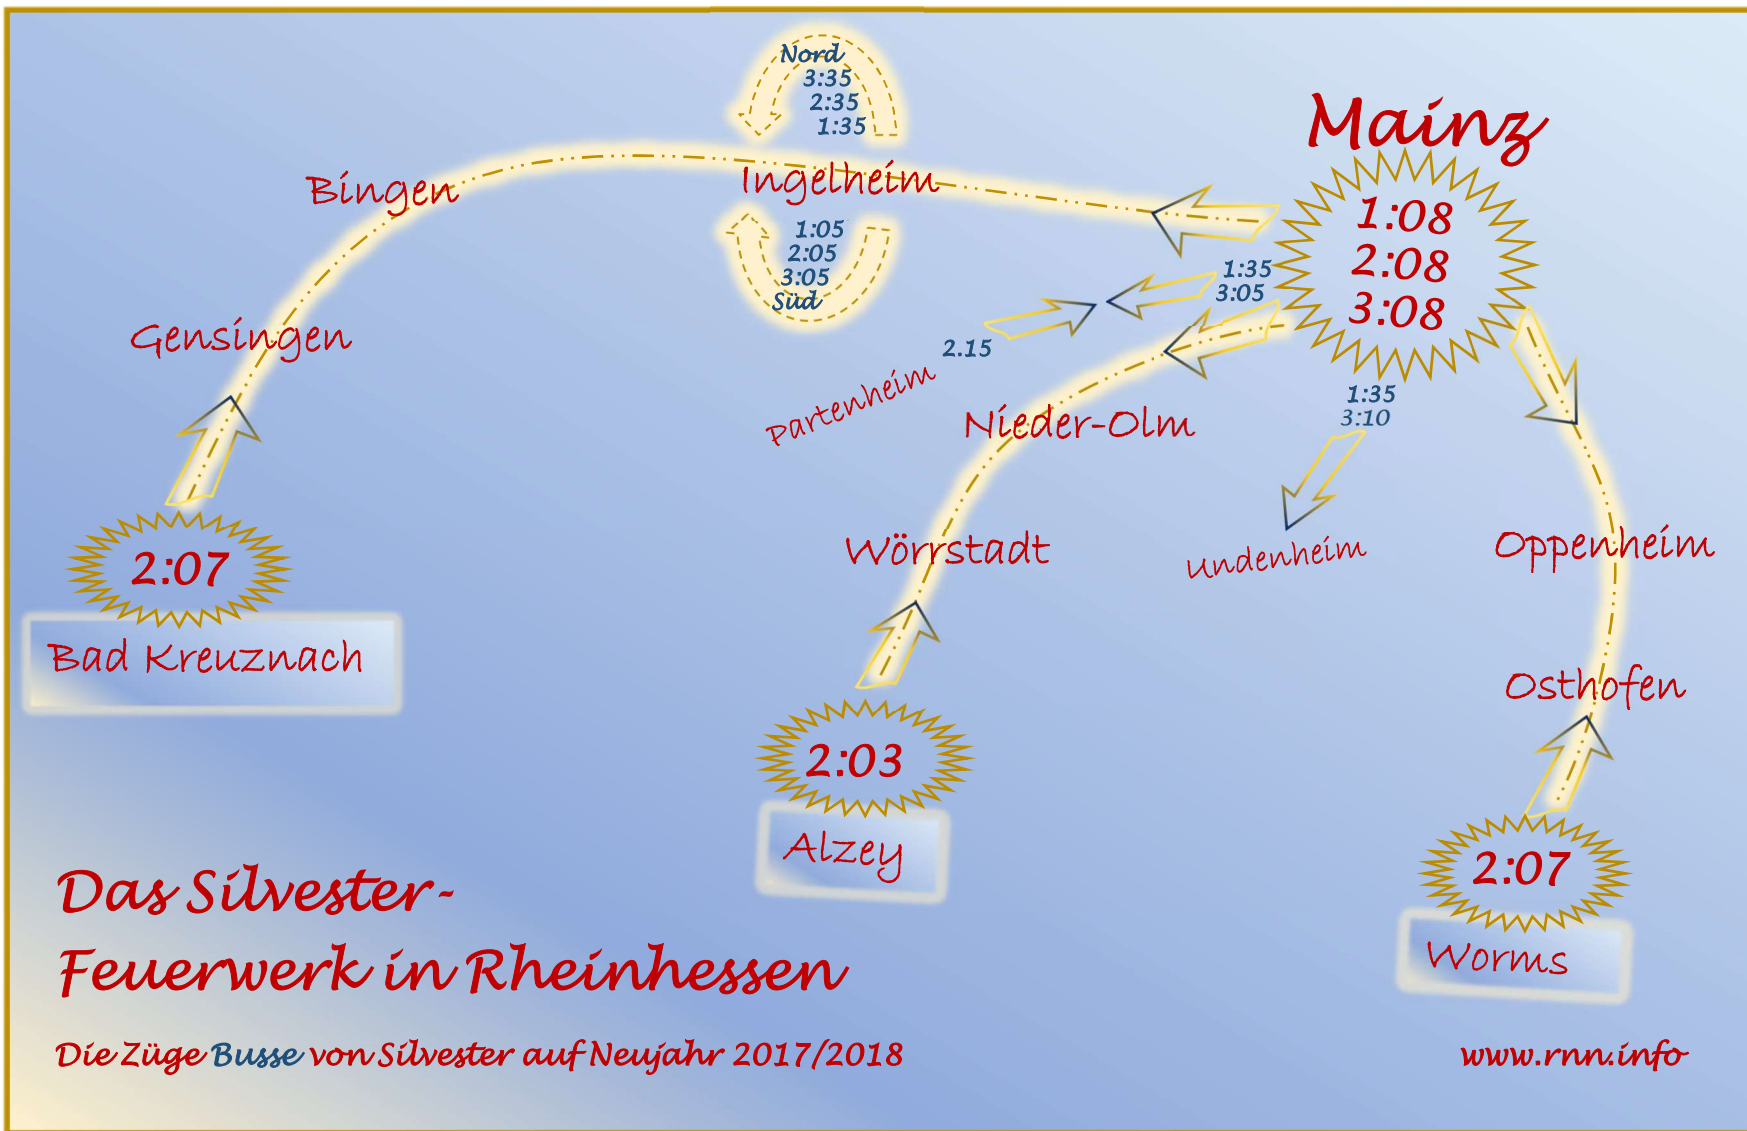 Nord
3:35
2:35
1:35
Mainz
Bingen
Ingelheim
1:08
2:08
3:08
1:05
2:05
3:05
Süd
1:35
3:05
Gensingen
2.15
Partenheim
Nieder-Olm
1:35
3:10
Wörrstadt
Undenheim
Oppenheim
2:07
Bad Kreuznach
Osthofen
2:03
Alzey
2:07
Worms
Das Silvester-
Feuerwerk in Rheinhessen
Die Züge Busse von Silvester auf Neujahr 2017/2018
www.rnn.info